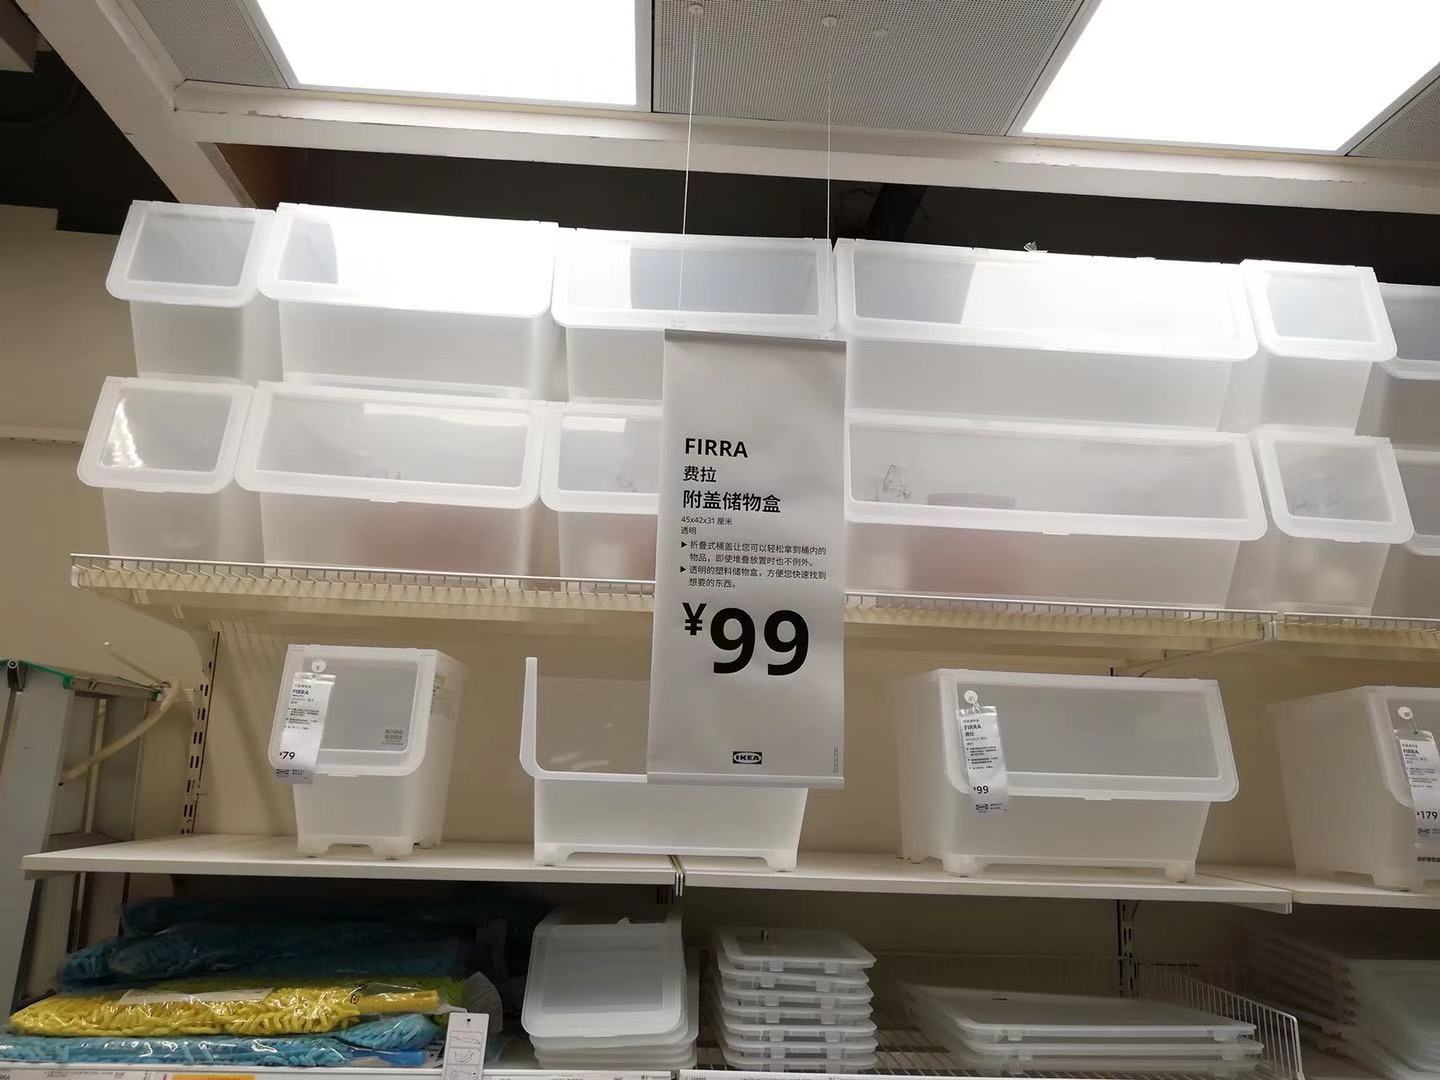 FIRRA
费拉
附盖储物盒
45x42x31 厘米
透明
▶ 折叠式桶盖让您可以轻松拿到桶内的
物品，即使堆叠放置时也不例外。
▶ 透明的塑料储物盒，方便您快速找到
想要的东西。
¥99
IKEA
FIRRA
¥79
FIRRA
费拉
¥99
FIRRA
¥179